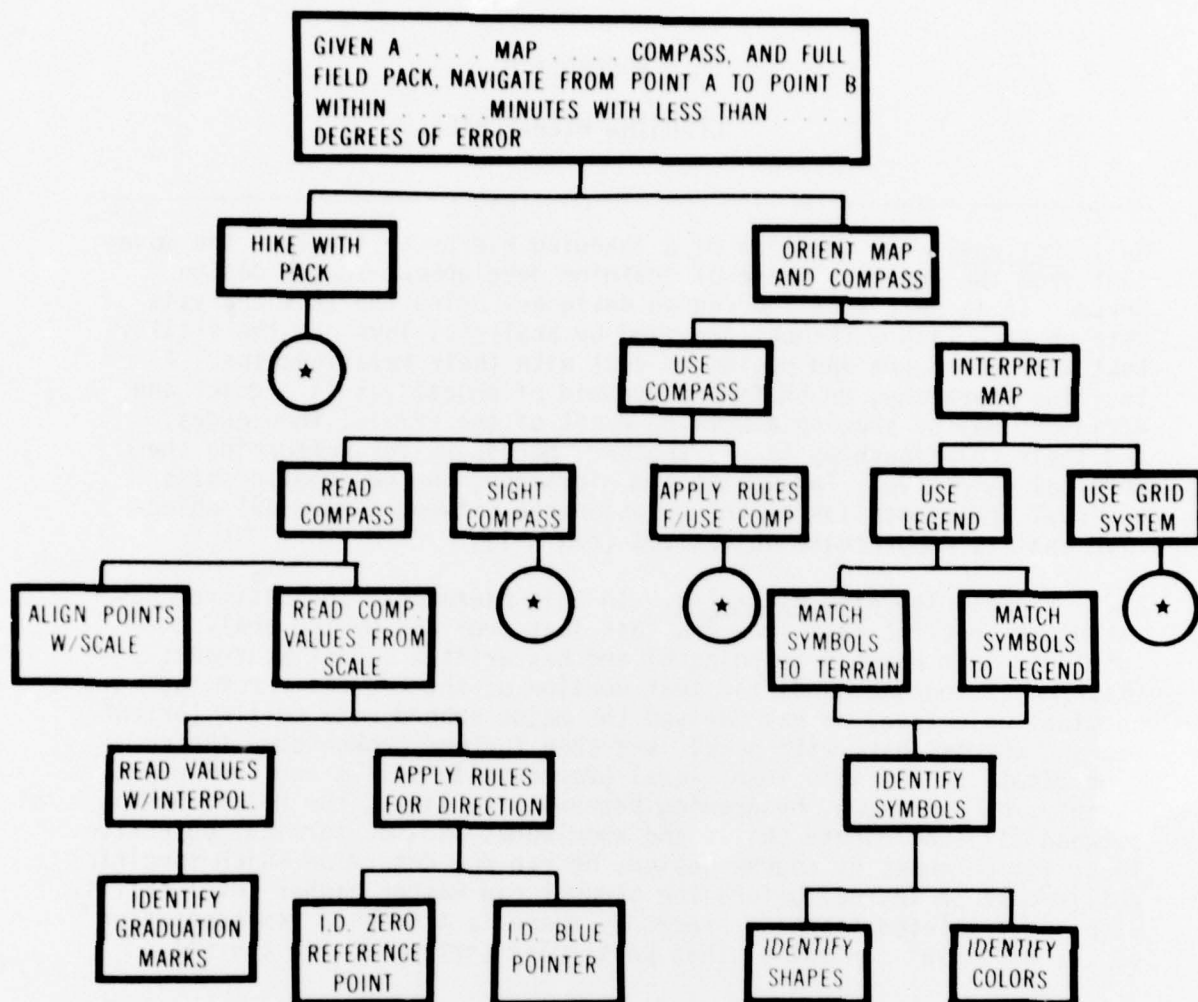 GIVEN A . . . . MAP . . . . COMPASS, AND FULL
FIELD PACK, NAVIGATE FROM POINT A TO POINT B
WITHIN . . . . . . MINUTES WITH LESS THAN . . . . . .
DEGREES OF ERROR
HIKE WITH
PACK
ORIENT MAP
AND COMPASS
USE
COMPASS
INTERPRET
MAP
READ
COMPASS
SIGHT
COMPASS
APPLY RULES
F/USE COMP
USE
LEGEND
USE GRID
SYSTEM
ALIGN POINTS
W/SCALE
READ COMP
VALUES FROM
SCALE
MATCH
SYMBOLS
TO TERRAIN
MATCH
SYMBOLS
TO LEGEND
READ VALUES
W/INTERPOL.
APPLY RULES
FOR DIRECTION
IDENTIFY
SYMBOLS
IDENTIFY
GRADUATION
MARKS
I.D. ZERO
REFERENCE
POINT
I.D. BLUE
POINTER
IDENTIFY
SHAPES
IDENTIFY
COLORS